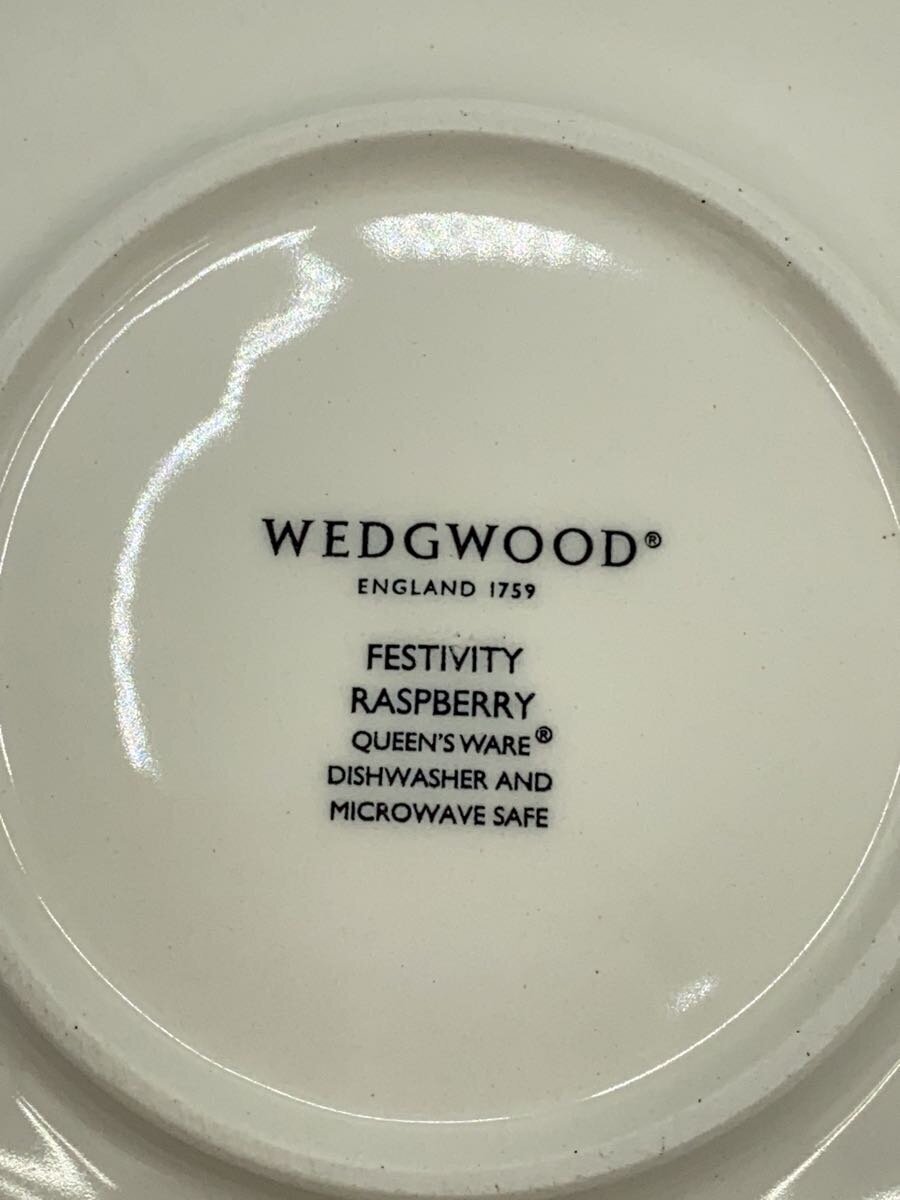 WEDGWOOD®
ENGLAND 1759
FESTIVITY
RASPBERRY
QUEEN'S WARE®
DISHWASHER AND
MICROWAVE SAFE